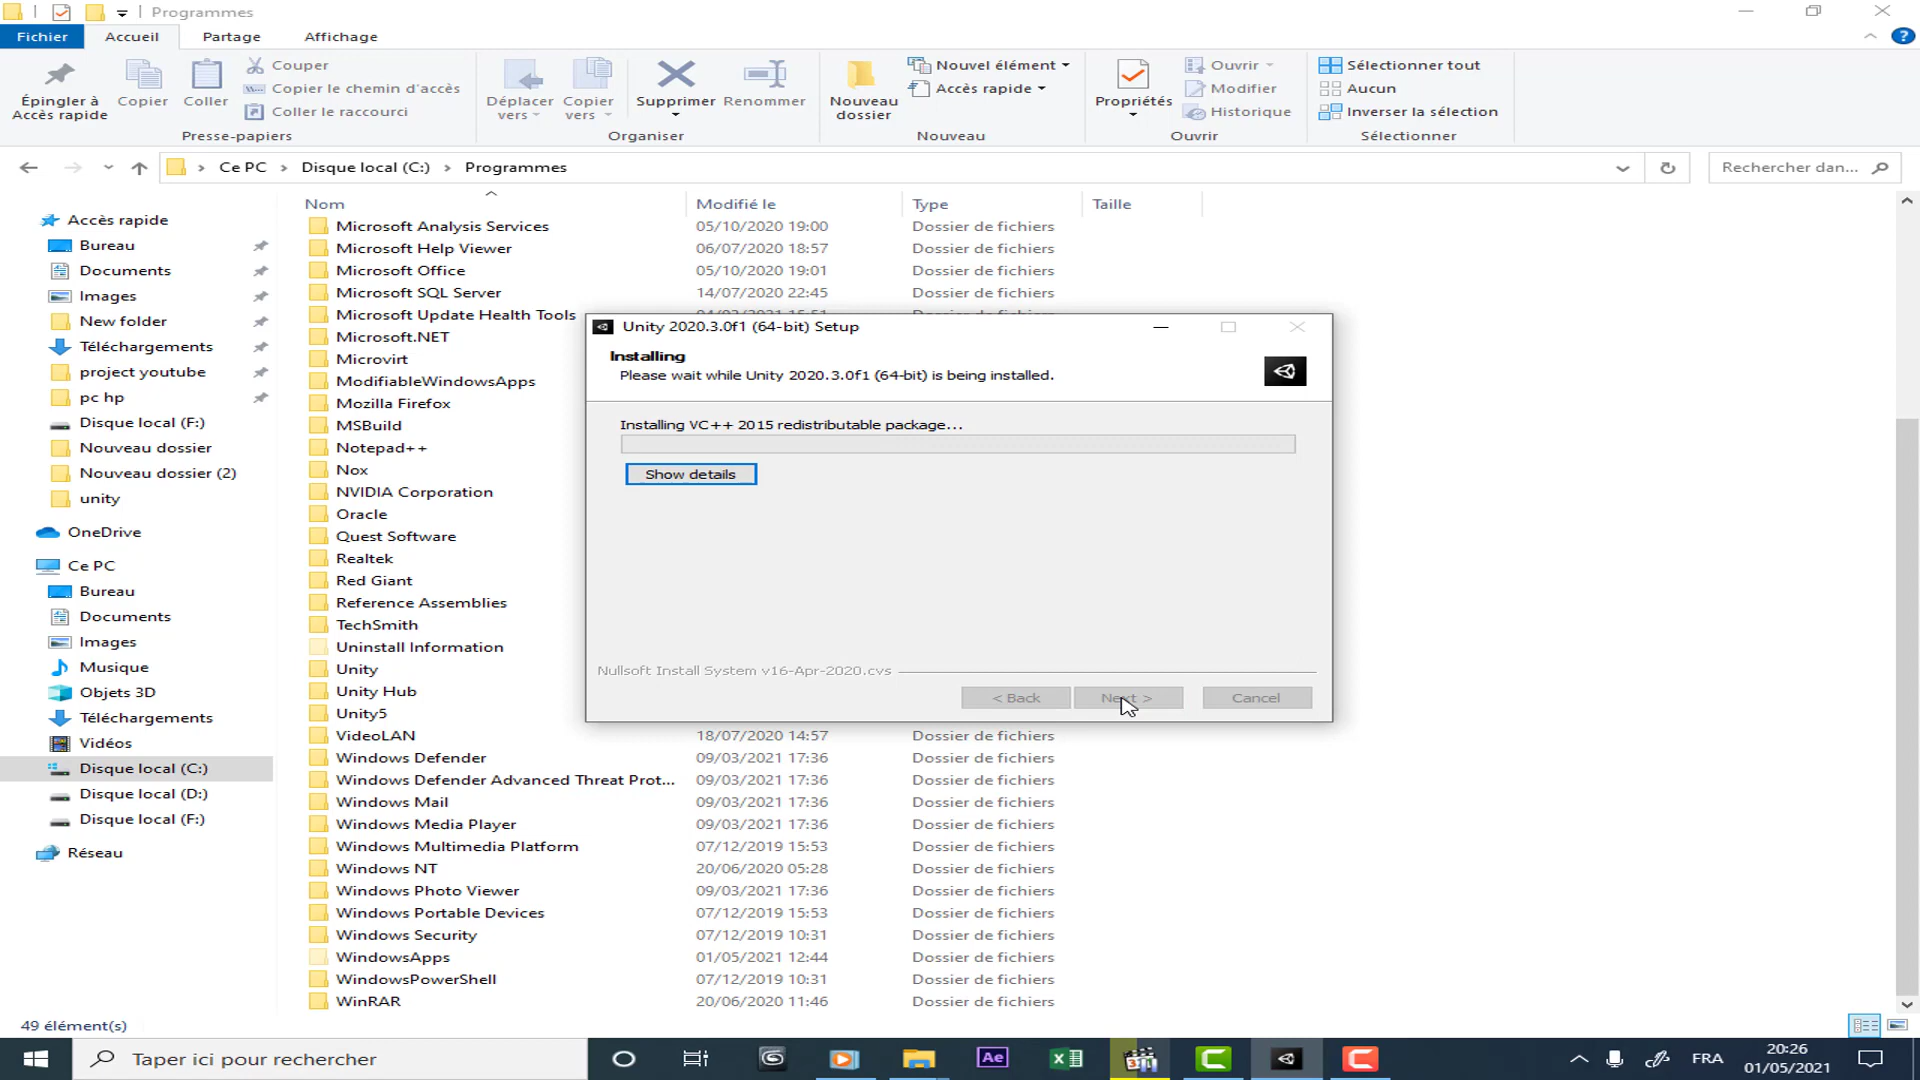 Programmes
Fichier Accueil Partage Affichage
Épingler à Accès rapide
Copier
Coller
Couper
Copier le chemin d'accès
Coller le raccourci
Presse-papiers
Déplacer vers
Copier vers
Supprimer
Renommer
Organiser
Nouveau dossier
Nouvel élément
Accès rapide
Nouveau
Propriétés
Ouvrir
Modifier
Historique
Ouvrir
Sélectionner tout
Aucun
Inverser la sélection
Sélectionner
Ce PC > Disque local (C:) > Programmes
Rechercher dan...
Accès rapide
Bureau
Documents
Images
New folder
Téléchargements
project youtube
pc hp
Disque local (F:)
Nouveau dossier
Nouveau dossier (2)
unity
OneDrive
Ce PC
Bureau
Documents
Images
Musique
Objets 3D
Téléchargements
Vidéos
Disque local (C:)
Disque local (D:)
Disque local (F:)
Réseau
Nom Modifié le Type Taille
Microsoft Analysis Services 05/10/2020 19:00 Dossier de fichiers
Microsoft Help Viewer 06/07/2020 18:57 Dossier de fichiers
Microsoft Office 05/10/2020 19:01 Dossier de fichiers
Microsoft SQL Server 14/07/2020 22:45 Dossier de fichiers
Microsoft Update Health Tools
Microsoft.NET
Microvirt
ModifiableWindowsApps
Mozilla Firefox
MSBuild
Notepad++
Nox
NVIDIA Corporation
Oracle
Quest Software
Realtek
Red Giant
Reference Assemblies
TechSmith
Uninstall Information
Unity
Unity Hub
Unity5
VideoLAN 18/07/2020 14:57 Dossier de fichiers
Windows Defender 09/03/2021 17:36 Dossier de fichiers
Windows Defender Advanced Threat Prot... 09/03/2021 17:36 Dossier de fichiers
Windows Mail 09/03/2021 17:36 Dossier de fichiers
Windows Media Player 09/03/2021 17:36 Dossier de fichiers
Windows Multimedia Platform 07/12/2019 15:53 Dossier de fichiers
Windows NT 20/06/2020 05:28 Dossier de fichiers
Windows Photo Viewer 09/03/2021 17:36 Dossier de fichiers
Windows Portable Devices 07/12/2019 15:53 Dossier de fichiers
Windows Security 07/12/2019 10:31 Dossier de fichiers
WindowsApps 01/05/2021 12:44 Dossier de fichiers
WindowsPowerShell 07/12/2019 10:31 Dossier de fichiers
WinRAR 20/06/2020 11:46 Dossier de fichiers
Unity 2020.3.0f1 (64-bit) Setup
Installing
Please wait while Unity 2020.3.0f1 (64-bit) is being installed.
Installing VC++ 2015 redistributable package...
Show details
Nullsoft Install System v16-Apr-2020.cvs
< Back Next > Cancel
49 élément(s)
Taper ici pour rechercher
Ae
FRA
20:26
01/05/2021